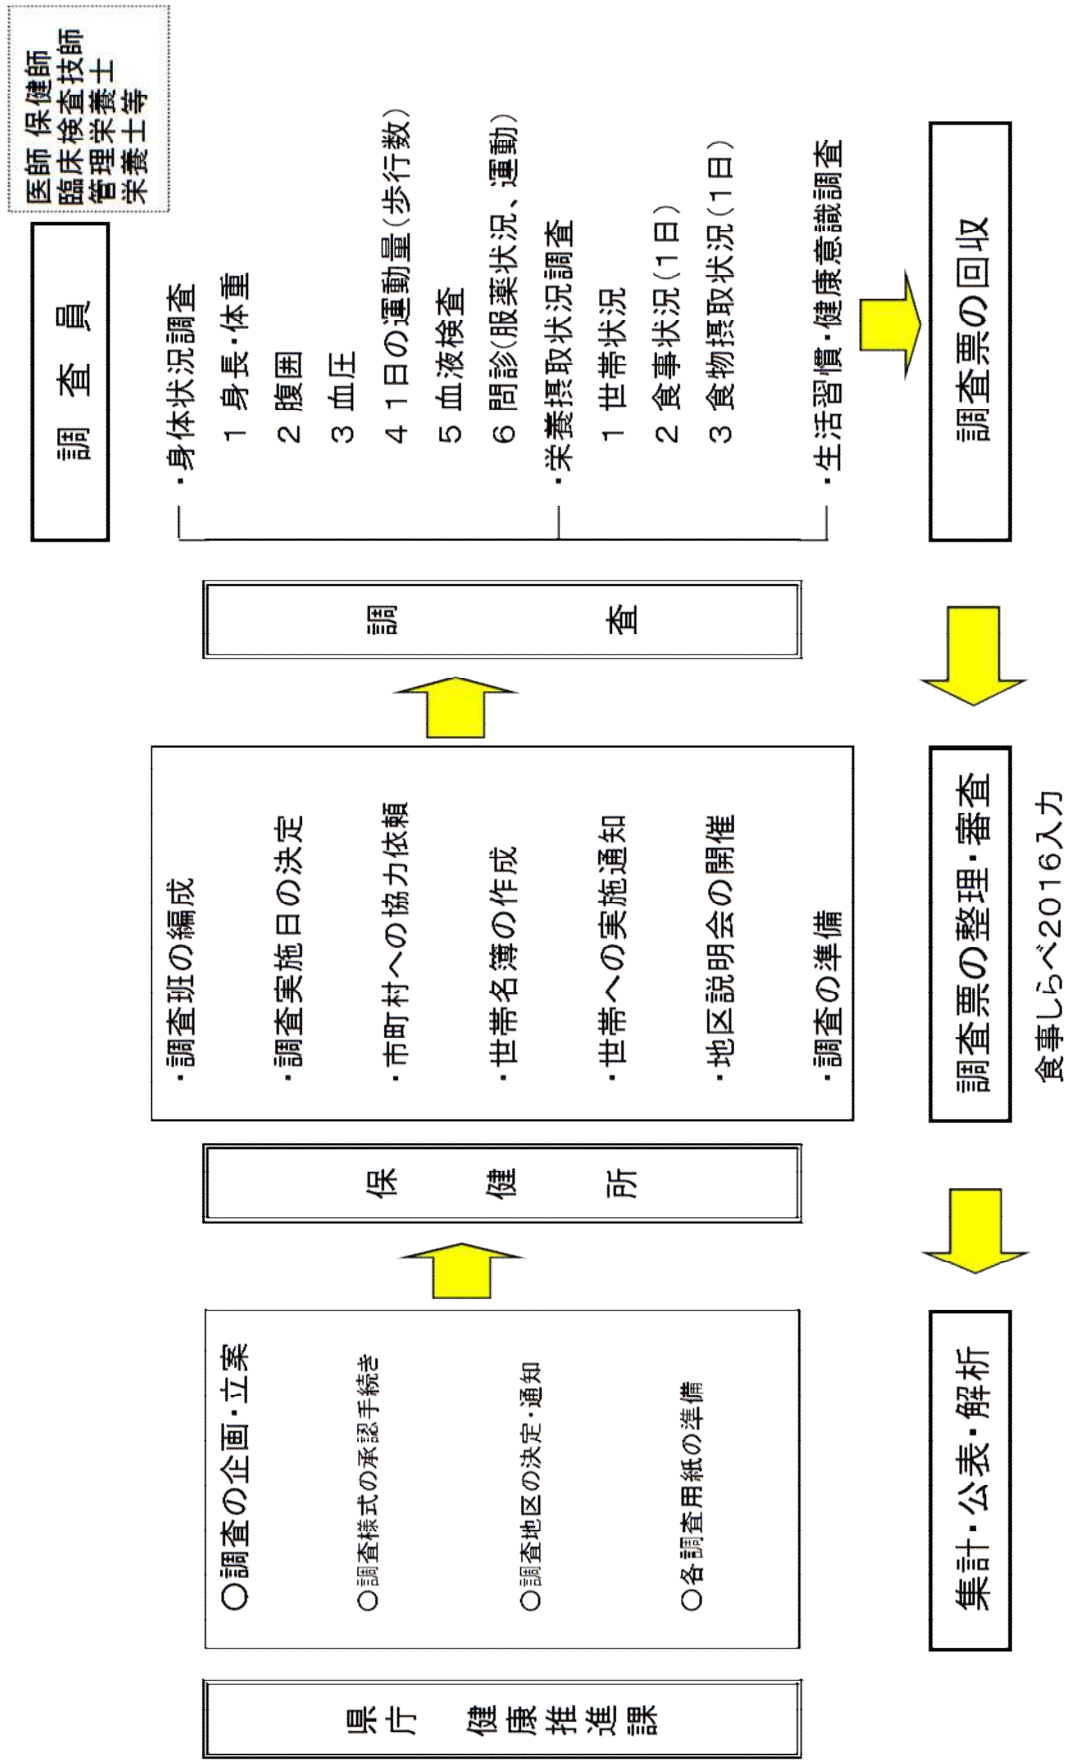 県庁　健康推進課
○調査の企画・立案
○調査様式の承認手続き
○調査地区の決定・通知
○各調査用紙の準備
保健所
・調査班の編成
・調査実施日の決定
・市町村への協力依頼
・世帯名簿の作成
・世帯への実施通知
・地区説明会の開催
・調査の準備
調査
調査員
医師 保健師
臨床検査技師
管理栄養士
栄養士等
・身体状況調査
1 身長・体重
2 腹囲
3 血圧
4 1日の運動量(歩行数)
5 血液検査
6 問診(服薬状況、運動)
・栄養摂取状況調査
1 世帯状況
2 食事状況(1日)
3 食物摂取状況(1日)
・生活習慣・健康意識調査
調査票の回収
調査票の整理・審査
食事しらべ2016入力
集計・公表・解析